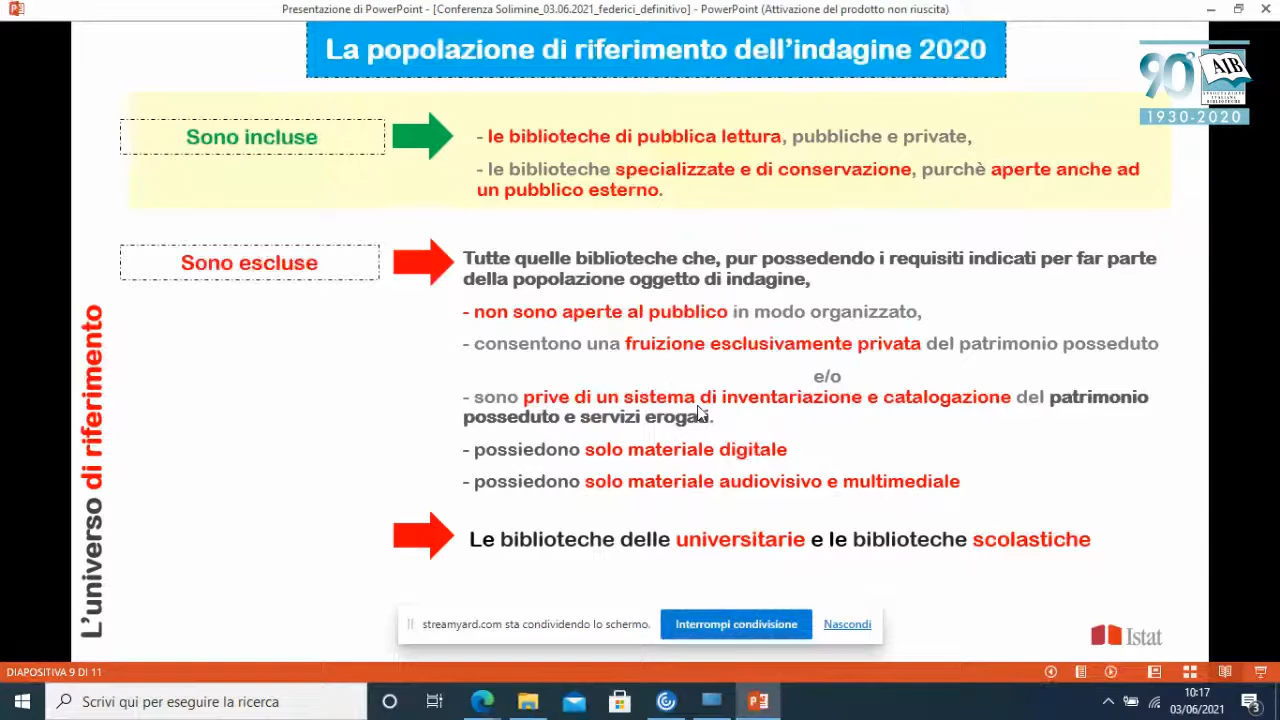 Presentazione di PowerPoint - [Conferenza Solimine_03.06.2021_federici_definitivo] - PowerPoint (Attivazione del prodotto non riuscita)
La popolazione di riferimento dell'indagine 2020
90°
AIB
ASSOCIAZIONE
ITALIANA
BIBLIOTECHE
1930-2020
Sono incluse
- le biblioteche di pubblica lettura, pubbliche e private,
- le biblioteche specializzate e di conservazione, purchè aperte anche ad
un pubblico esterno.
Sono escluse
Tutte quelle biblioteche che, pur possedendo i requisiti indicati per far parte
della popolazione oggetto di indagine,
- non sono aperte al pubblico in modo organizzato,
- consentono una fruizione esclusivamente privata del patrimonio posseduto
e/o
- sono prive di un sistema di inventariazione e catalogazione del patrimonio
posseduto e servizi erogati.
- possiedono solo materiale digitale
- possiedono solo materiale audiovisivo e multimediale
Le biblioteche delle universitarie e le biblioteche scolastiche
L'universo di riferimento
streamyard.com sta condividendo lo schermo.
Interrompi condivisione
Nascondi
Istat
DIAPOSITIVA 9 DI 11
Scrivi qui per eseguire la ricerca
10:17
03/06/2021
3